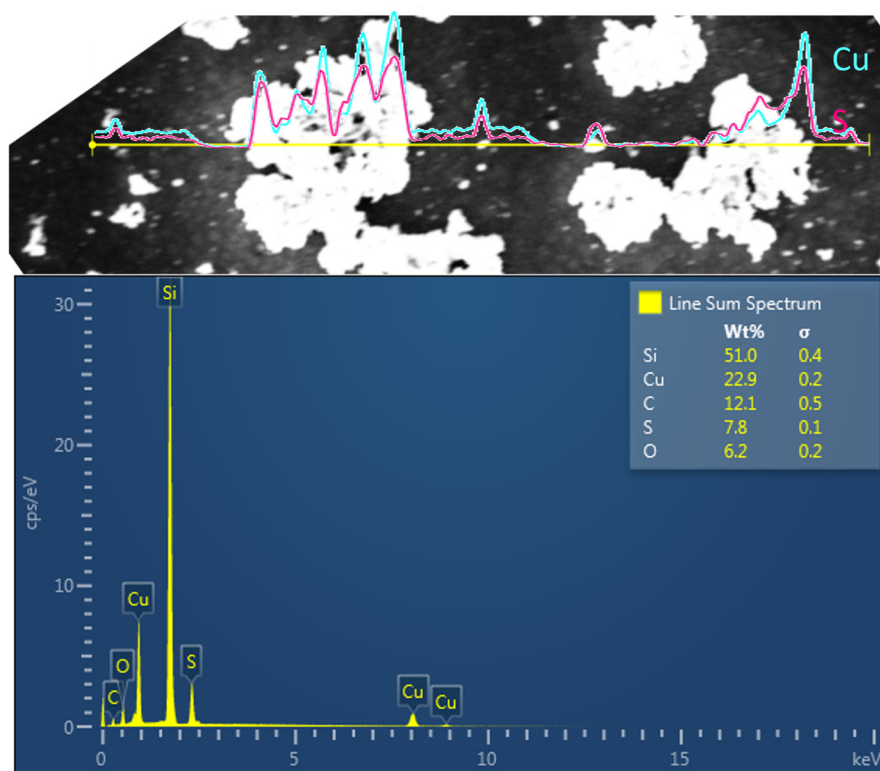 Cu
S
30
Si
Line Sum Spectrum
Wt% σ
Si 51.0 0.4
Cu 22.9 0.2
C 12.1 0.5
S 7.8 0.1
O 6.2 0.2
20
cps/eV
10
Cu
O
S
C
Cu
Cu
0
0 5 10 15 keV